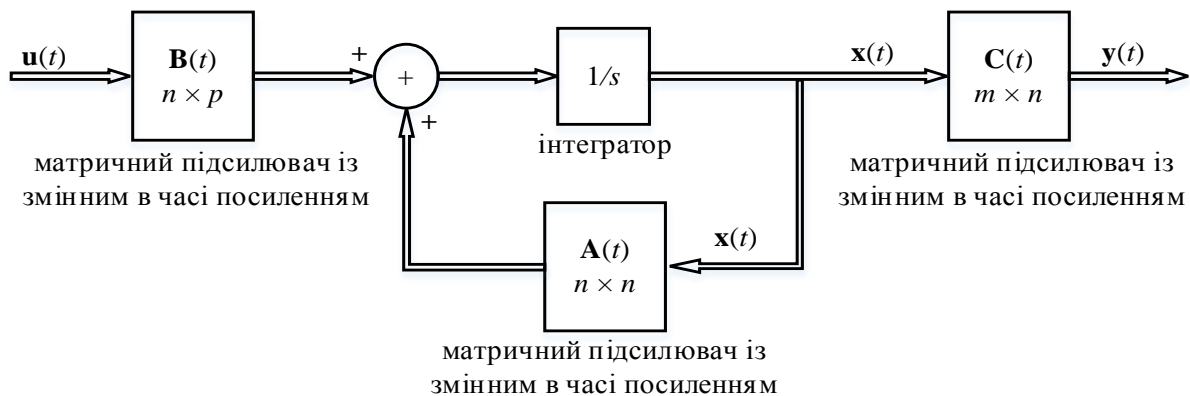 u(t)
B(t)
n × p
+
+
+
1/s
інтегратор
x(t)
C(t)
m × n
y(t)
матричний підсилювач із
змінним в часі посиленням
матричний підсилювач із
змінним в часі посиленням
A(t)
n × n
x(t)
матричний підсилювач із
змінним в часі посиленням